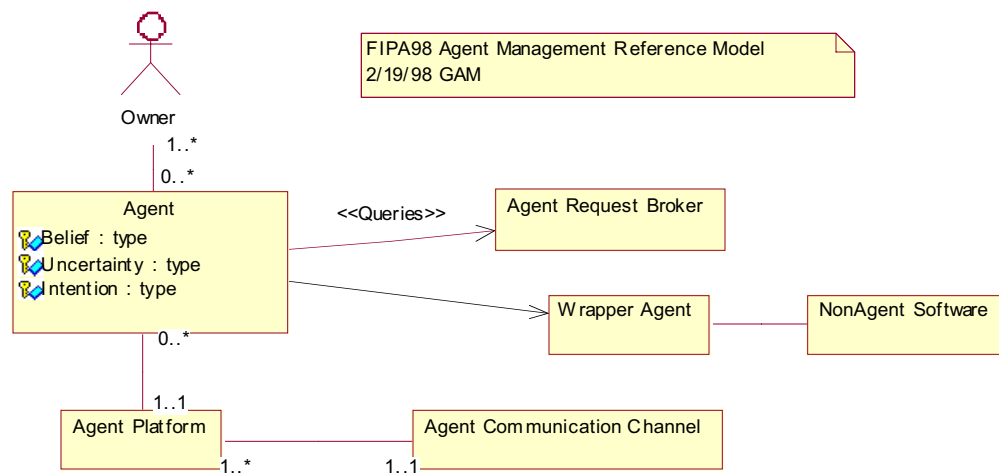 FIPA98 Agent Management Reference Model
2/19/98 GAM
Owner
1..*
0..*
Agent
Belief : type
Uncertainty : type
Intention : type
<<Queries>>
Agent Request Broker
Wrapper Agent
NonAgent Software
0..*
1..1
Agent Platform
Agent Communication Channel
1..*
1..1